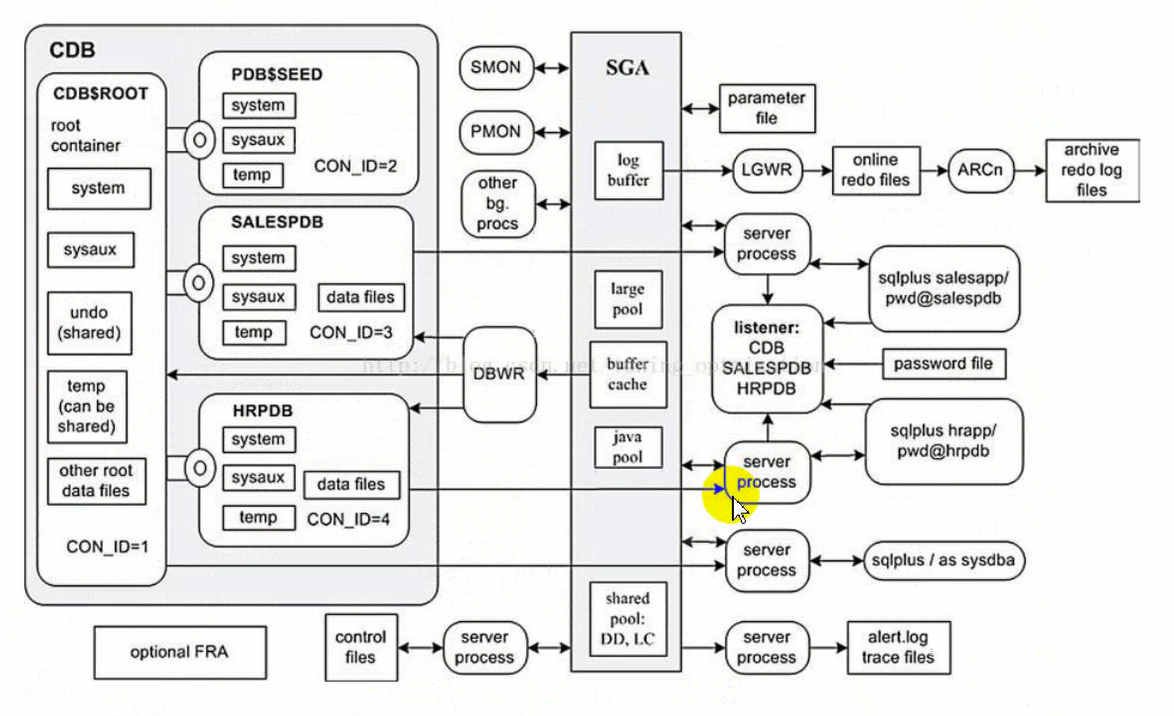 CDB
CDB$ROOT
root
container
system
sysaux
undo
(shared)
temp
(can be
shared)
other root
data files
CON_ID=1
PDB$SEED
system
sysaux
temp
CON_ID=2
SALESPDB
system
sysaux
data files
temp
CON_ID=3
HRPDB
system
sysaux
data files
temp
CON_ID=4
optional FRA
control
files
server
process
SMON
PMON
other
bg.
procs
DBWR
SGA
log
buffer
large
pool
buffer
cache
java
pool
shared
pool:
DD, LC
parameter
file
LGWR
online
redo files
ARCn
archive
redo log
files
server
process
sqlplus salesapp/
pwd@salespdb
listener:
CDB
SALESPDB
HRPDB
password file
sqlplus hrapp/
pwd@hrpdb
server
process
server
process
sqlplus / as sysdba
server
process
alert.log
trace files